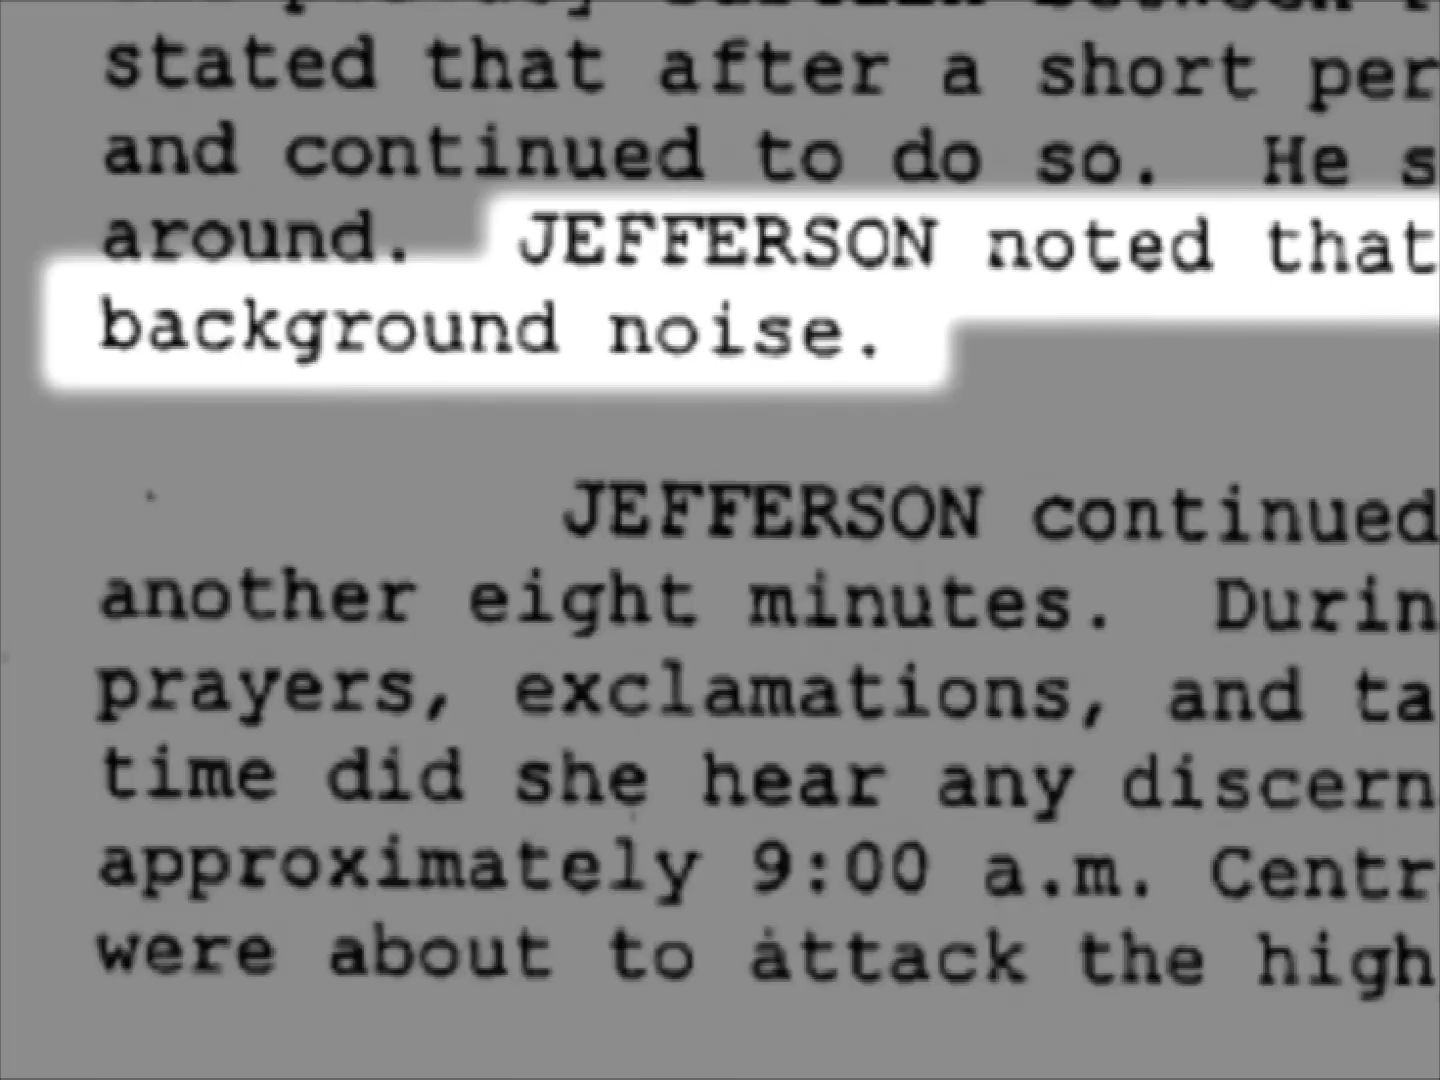 stated that after a short per
and continued to do so. He s
around. JEFFERSON noted that
background noise.
JEFFERSON continued
another eight minutes. Durin
prayers, exclamations, and ta
time did she hear any discern
approximately 9:00 a.m. Centr
were about to attack the high